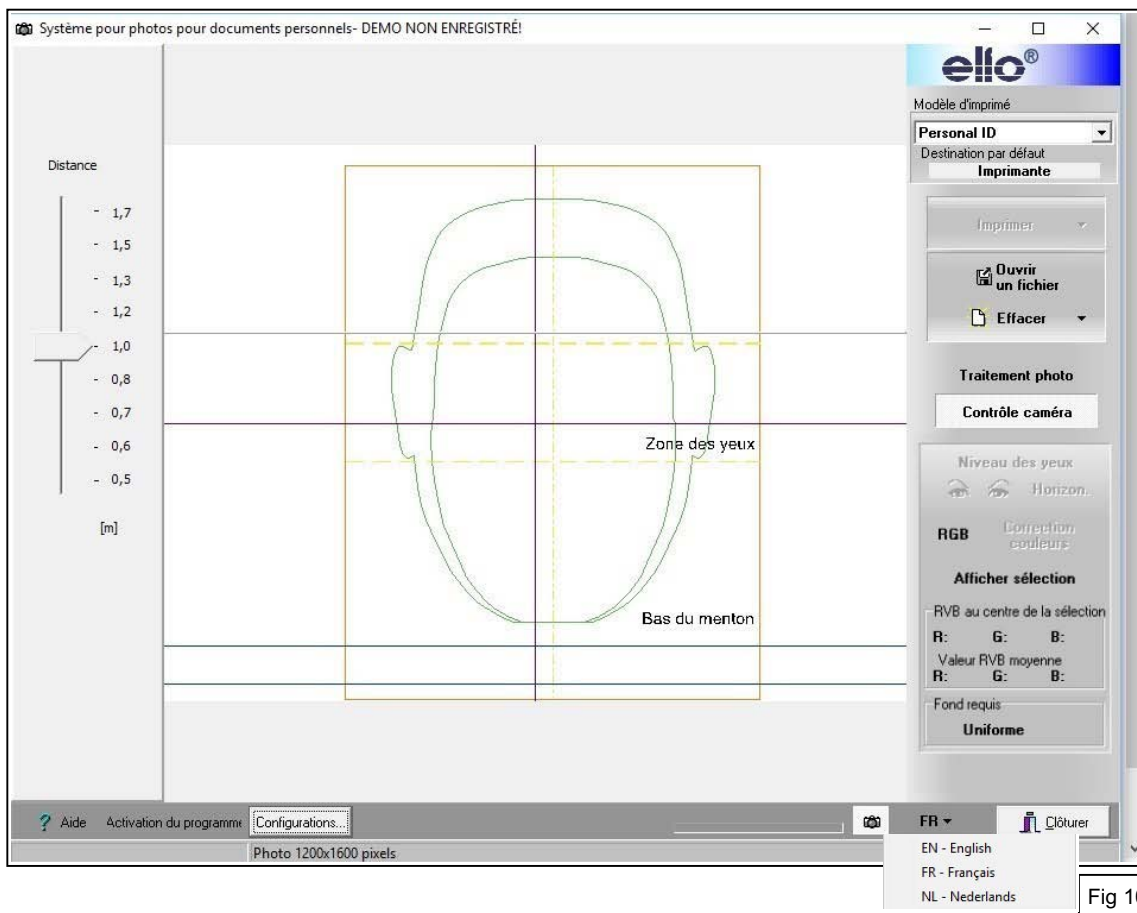 Système pour photos pour documents personnels- DEMO NON ENREGISTRÉ!
elfo®
Modèle d'imprimé
Personal ID
Destination par défaut
Imprimante
Distance
1,7
1,5
1,3
1,2
1,0
0,8
0,7
0,6
0,5
[m]
Zone des yeux
Bas du menton
Imprimer
Ouvrir
un fichier
Effacer
Traitement photo
Contrôle caméra
Niveau des yeux
Horizon.
RGB
Correction
couleurs
Afficher sélection
RVB au centre de la sélection
R: G: B:
Valeur RVB moyenne
R: G: B:
Fond requis
Uniforme
? Aide Activation du programme Configurations... FR Clôturer
Photo 1200x1600 pixels
EN - English
FR - Français
NL - Nederlands